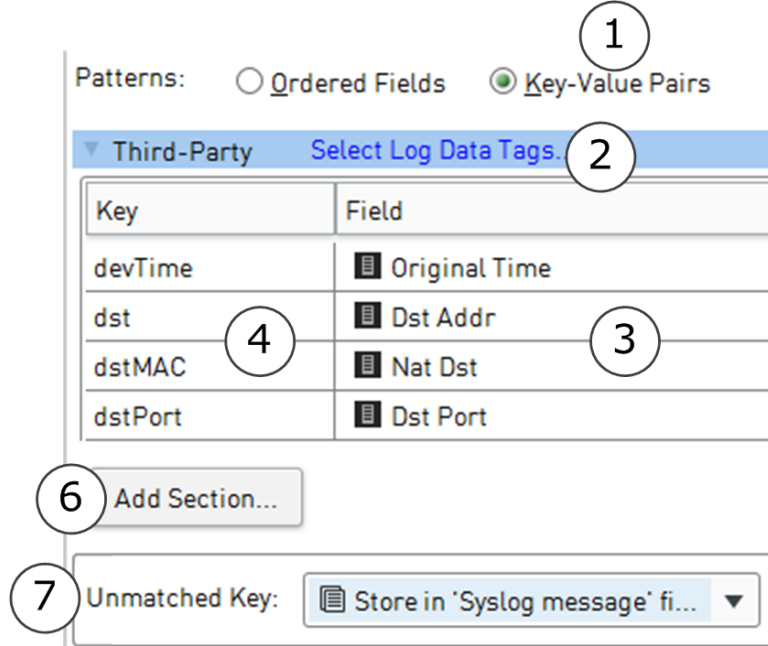 1
Patterns: Ordered Fields Key-Value Pairs
Third-Party Select Log Data Tags.. 2
Key Field
devTime Original Time
dst Dst Addr
4 3
dstMAC Nat Dst
dstPort Dst Port
6 Add Section...
7 Unmatched Key: Store in 'Syslog message' fi...